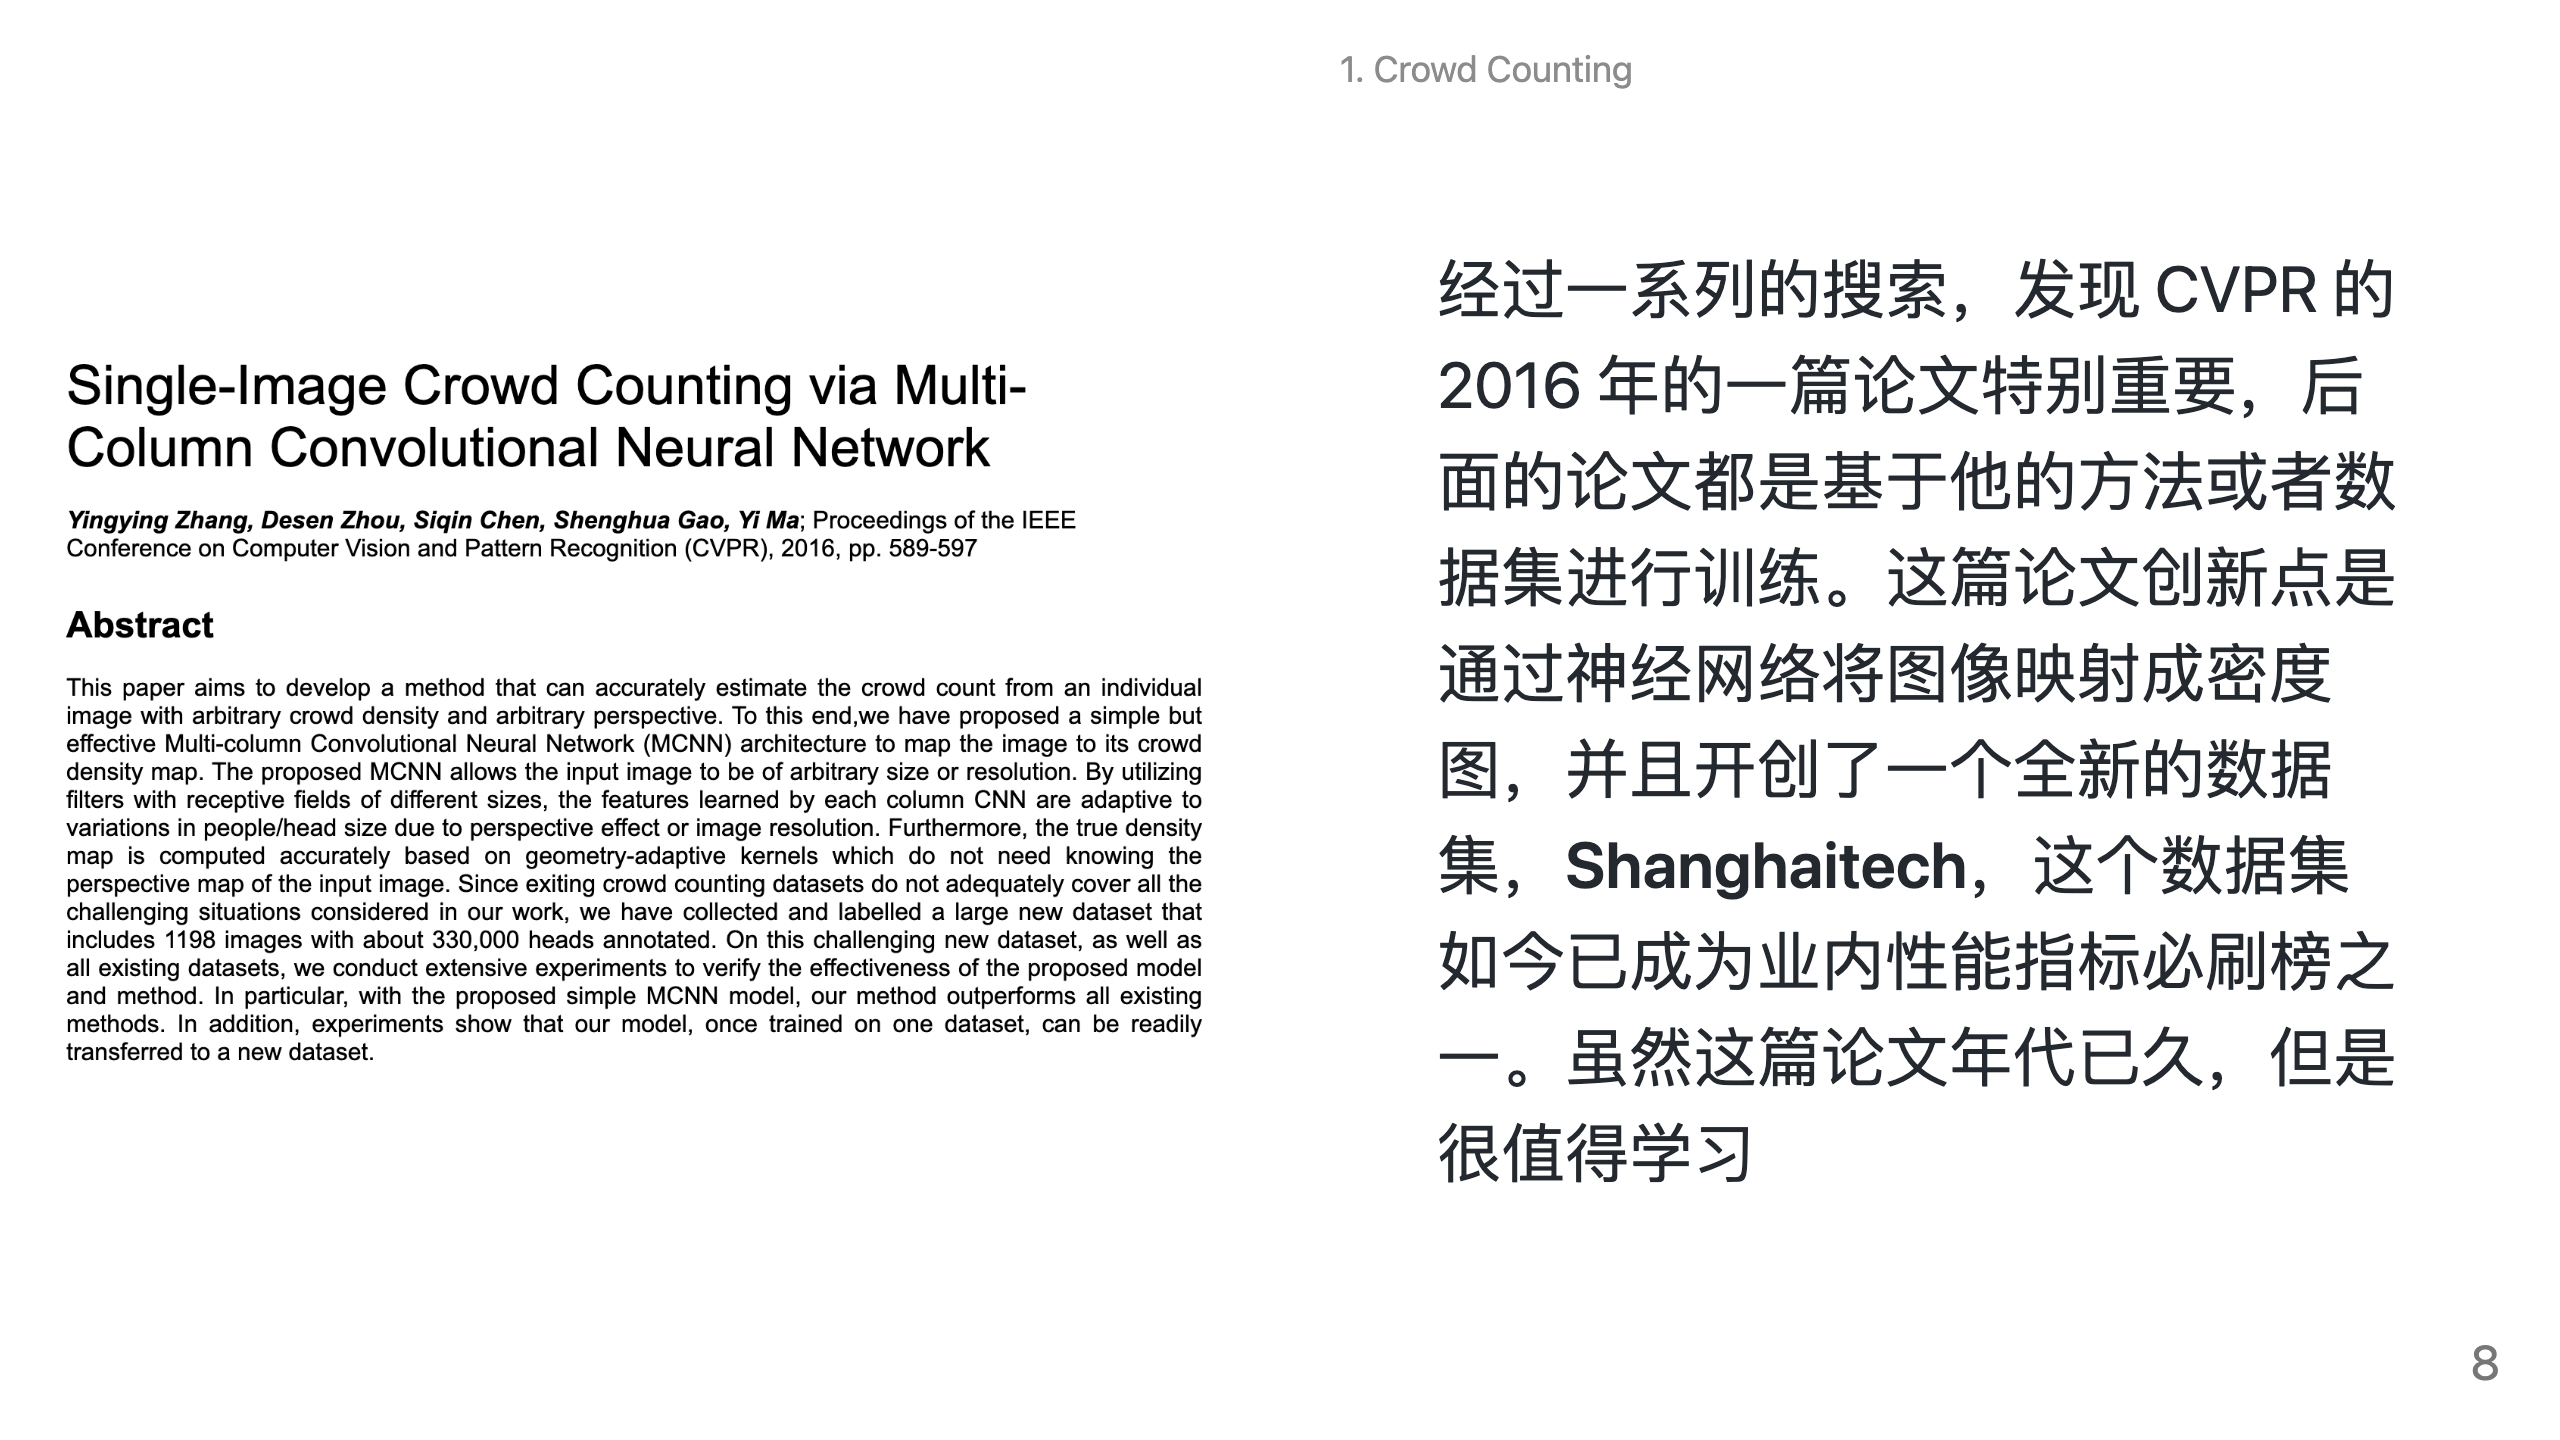 1. Crowd Counting
Single-Image Crowd Counting via Multi-
Column Convolutional Neural Network
Yingying Zhang, Desen Zhou, Siqin Chen, Shenghua Gao, Yi Ma; Proceedings of the IEEE
Conference on Computer Vision and Pattern Recognition (CVPR), 2016, pp. 589-597
Abstract
This paper aims to develop a method that can accurately estimate the crowd count from an individual
image with arbitrary crowd density and arbitrary perspective. To this end,we have proposed a simple but
effective Multi-column Convolutional Neural Network (MCNN) architecture to map the image to its crowd
density map. The proposed MCNN allows the input image to be of arbitrary size or resolution. By utilizing
filters with receptive fields of different sizes, the features learned by each column CNN are adaptive to
variations in people/head size due to perspective effect or image resolution. Furthermore, the true density
map is computed accurately based on geometry-adaptive kernels which do not need knowing the
perspective map of the input image. Since exiting crowd counting datasets do not adequately cover all the
challenging situations considered in our work, we have collected and labelled a large new dataset that
includes 1198 images with about 330,000 heads annotated. On this challenging new dataset, as well as
all existing datasets, we conduct extensive experiments to verify the effectiveness of the proposed model
and method. In particular, with the proposed simple MCNN model, our method outperforms all existing
methods. In addition, experiments show that our model, once trained on one dataset, can be readily
transferred to a new dataset.
经过一系列的搜索，发现 CVPR 的
2016 年的一篇论文特别重要，后
面的论文都是基于他的方法或者数
据集进行训练。这篇论文创新点是
通过神经网络将图像映射成密度
图，并且开创了一个全新的数据
集，Shanghaitech，这个数据集
如今已成为业内性能指标必刷榜之
一。虽然这篇论文年代已久，但是
很值得学习
8